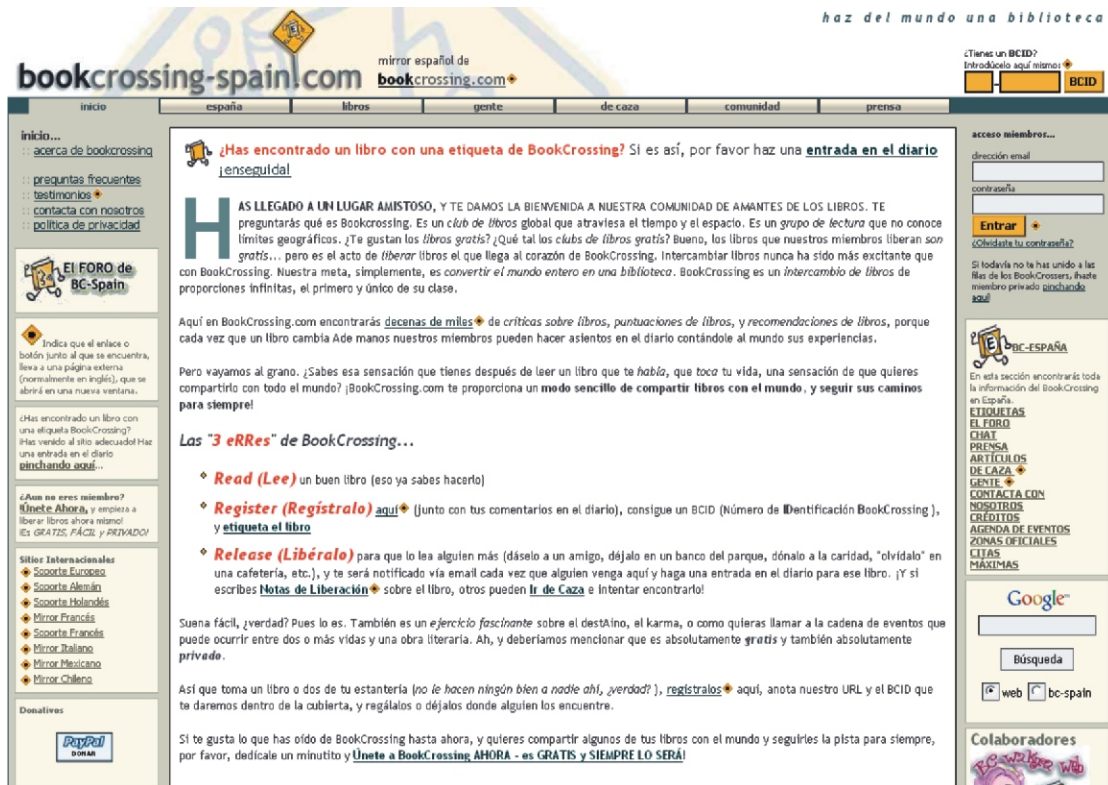 haz del mundo una biblioteca
bookcrossing-spain.com
mirror español de
bookcrossing.com
¿Tienes un BCID?
Introdúcelo aquí mismo:
-
BCID
inicio
españa
libros
gente
de caza
comunidad
prensa
inicio...
:: acerca de bookcrossing
:: preguntas frecuentes
:: testimonios
:: contacta con nosotros
:: política de privacidad
El FORO de
BC-Spain
Indica que el enlace o
botón junto al que se encuentra,
lleva a una página externa
(normalmente en inglés), que se
abrirá en una nueva ventana.
¿Has encontrado un libro con
una etiqueta BookCrossing?
¡Has venido al sitio adecuado! Haz
una entrada en el diario
pinchando aquí...
¿Aun no eres miembro?
¡Únete Ahora, y empieza a
liberar libros ahora mismo!
¡Es GRATIS, FÁCIL y PRIVADO!
Sitios Internacionales
Soporte Europeo
Soporte Alemán
Soporte Holandés
Mirror Francés
Soporte Francés
Mirror Italiano
Mirror Mexicano
Mirror Chileno
Donativos
PayPal
DONAR
¿Has encontrado un libro con una etiqueta de BookCrossing? Si es así, por favor haz una entrada en el diario
¡enseguida!
HAS LLEGADO A UN LUGAR AMISTOSO, Y TE DAMOS LA BIENVENIDA A NUESTRA COMUNIDAD DE AMANTES DE LOS LIBROS. TE
preguntarás qué es Bookcrossing. Es un club de libros global que atraviesa el tiempo y el espacio. Es un grupo de lectura que no conoce
límites geográficos. ¿Te gustan los libros gratis? ¿Qué tal los clubs de libros gratis? Bueno, los libros que nuestros miembros liberan son
gratis... pero es el acto de liberar libros el que llega al corazón de BookCrossing. Intercambiar libros nunca ha sido más excitante que
con BookCrossing. Nuestra meta, simplemente, es convertir el mundo entero en una biblioteca. BookCrossing es un intercambio de libros de
proporciones infinitas, el primero y único de su clase.
Aquí en BookCrossing.com encontrarás decenas de miles de críticas sobre libros, puntuaciones de libros, y recomendaciones de libros, porque
cada vez que un libro cambia Ade manos nuestros miembros pueden hacer asientos en el diario contándole al mundo sus experiencias.
Pero vayamos al grano. ¿Sabes esa sensación que tienes después de leer un libro que te había, que toca tu vida, una sensación de que quieres
compartirlo con todo el mundo? ¡BookCrossing.com te proporciona un modo sencillo de compartir libros con el mundo, y seguir sus caminos
para siempre!
Las "3 eRRes" de BookCrossing...
Read (Lee) un buen libro (eso ya sabes hacerlo)
Register (Regístralo) aquí (junto con tus comentarios en el diario), consigue un BCID (Número de IDentificación BookCrossing ),
y etiqueta el libro
Release (Libéralo) para que lo lea alguien más (dáselo a un amigo, déjalo en un banco del parque, dónalo a la caridad, "olvídalo" en
una cafetería, etc.), y te será notificado vía email cada vez que alguien venga aquí y haga una entrada en el diario para ese libro. ¡Y si
escribes Notas de Liberación sobre el libro, otros pueden Ir de Caza e intentar encontrarlo!
Suena fácil, ¿verdad? Pues lo es. También es un ejercicio fascinante sobre el destAino, el karma, o como quieras llamar a la cadena de eventos que
puede ocurrir entre dos o más vidas y una obra literaria. Ah, y deberíamos mencionar que es absolutamente gratis y también absolutamente
privado.
Así que toma un libro o dos de tu estantería (no le hacen ningún bien a nadie ahí, ¿verdad? ), regístralos aquí, anota nuestro URL y el BCID que
te daremos dentro de la cubierta, y regálalos o déjalos donde alguien los encuentre.
Si te gusta lo que has oído de BookCrossing hasta ahora, y quieres compartir algunos de tus libros con el mundo y seguirles la pista para siempre,
por favor, dedícale un minutito y Únete a BookCrossing AHORA - es GRATIS y SIEMPRE LO SERÁ!
acceso miembros...
dirección email
contraseña
Entrar
¿Olvidaste tu contraseña?
Si todavía no te has unido a las
filas de los BookCrossers, ¡hazte
miembro privado pinchando
aquí!
BC-ESPAÑA
En esta sección encontrarás toda
la información del BookCrossing
en España.
ETIQUETAS
EL FORO
CHAT
PRENSA
ARTÍCULOS
DE CAZA
GENTE
CONTACTA CON
NOSOTROS
CRÉDITOS
AGENDA DE EVENTOS
ZONAS OFICIALES
CITAS
MÁXIMAS
Google
Búsqueda
web bc-spain
Colaboradores
BC walker web